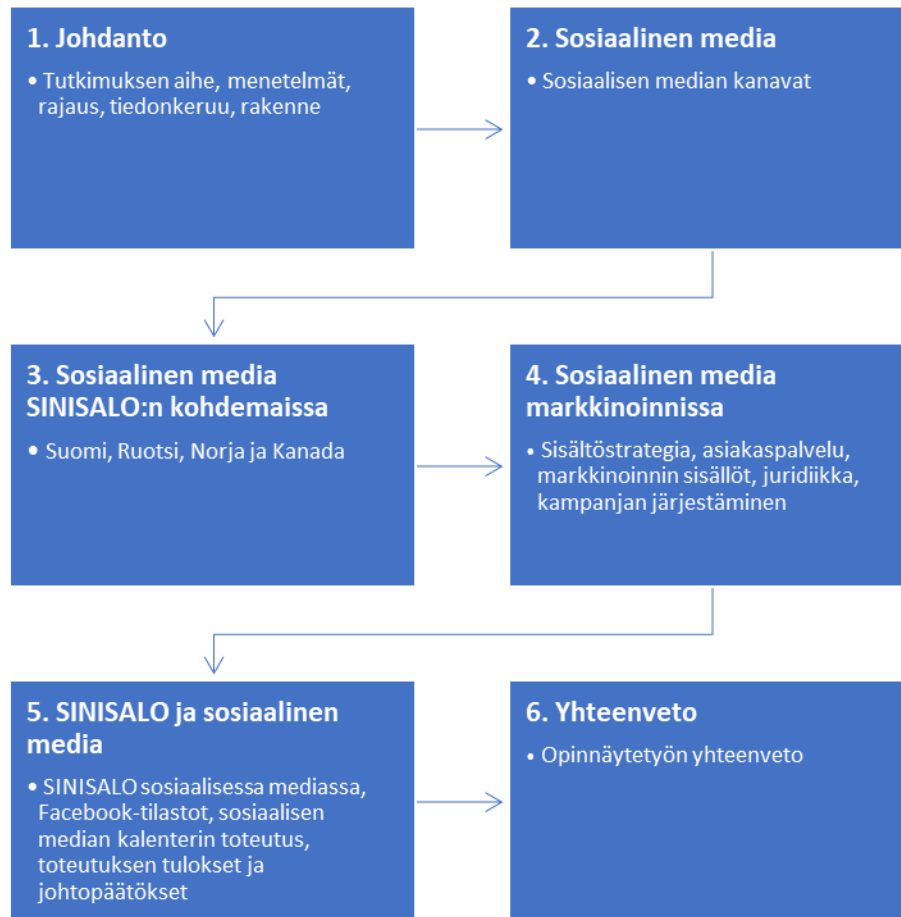 1. Johdanto
• Tutkimuksen aihe, menetelmät,
rajaus, tiedonkeruu, rakenne
2. Sosiaalinen media
• Sosiaalisen median kanavat
3. Sosiaalinen media
SINISALO:n kohdemaissa
• Suomi, Ruotsi, Norja ja Kanada
4. Sosiaalinen media
markkinoinnissa
• Sisältöstrategia, asiakaspalvelu,
markkinoinnin sisällöt, juridiikka,
kampanjan järjestäminen
5. SINISALO ja sosiaalinen
media
• SINISALO sosiaalisessa mediassa,
Facebook-tilastot, sosiaalisen
median kalenterin toteutus,
toteutuksen tulokset ja
johtopäätökset
6. Yhteenveto
• Opinnäytetyön yhteenveto